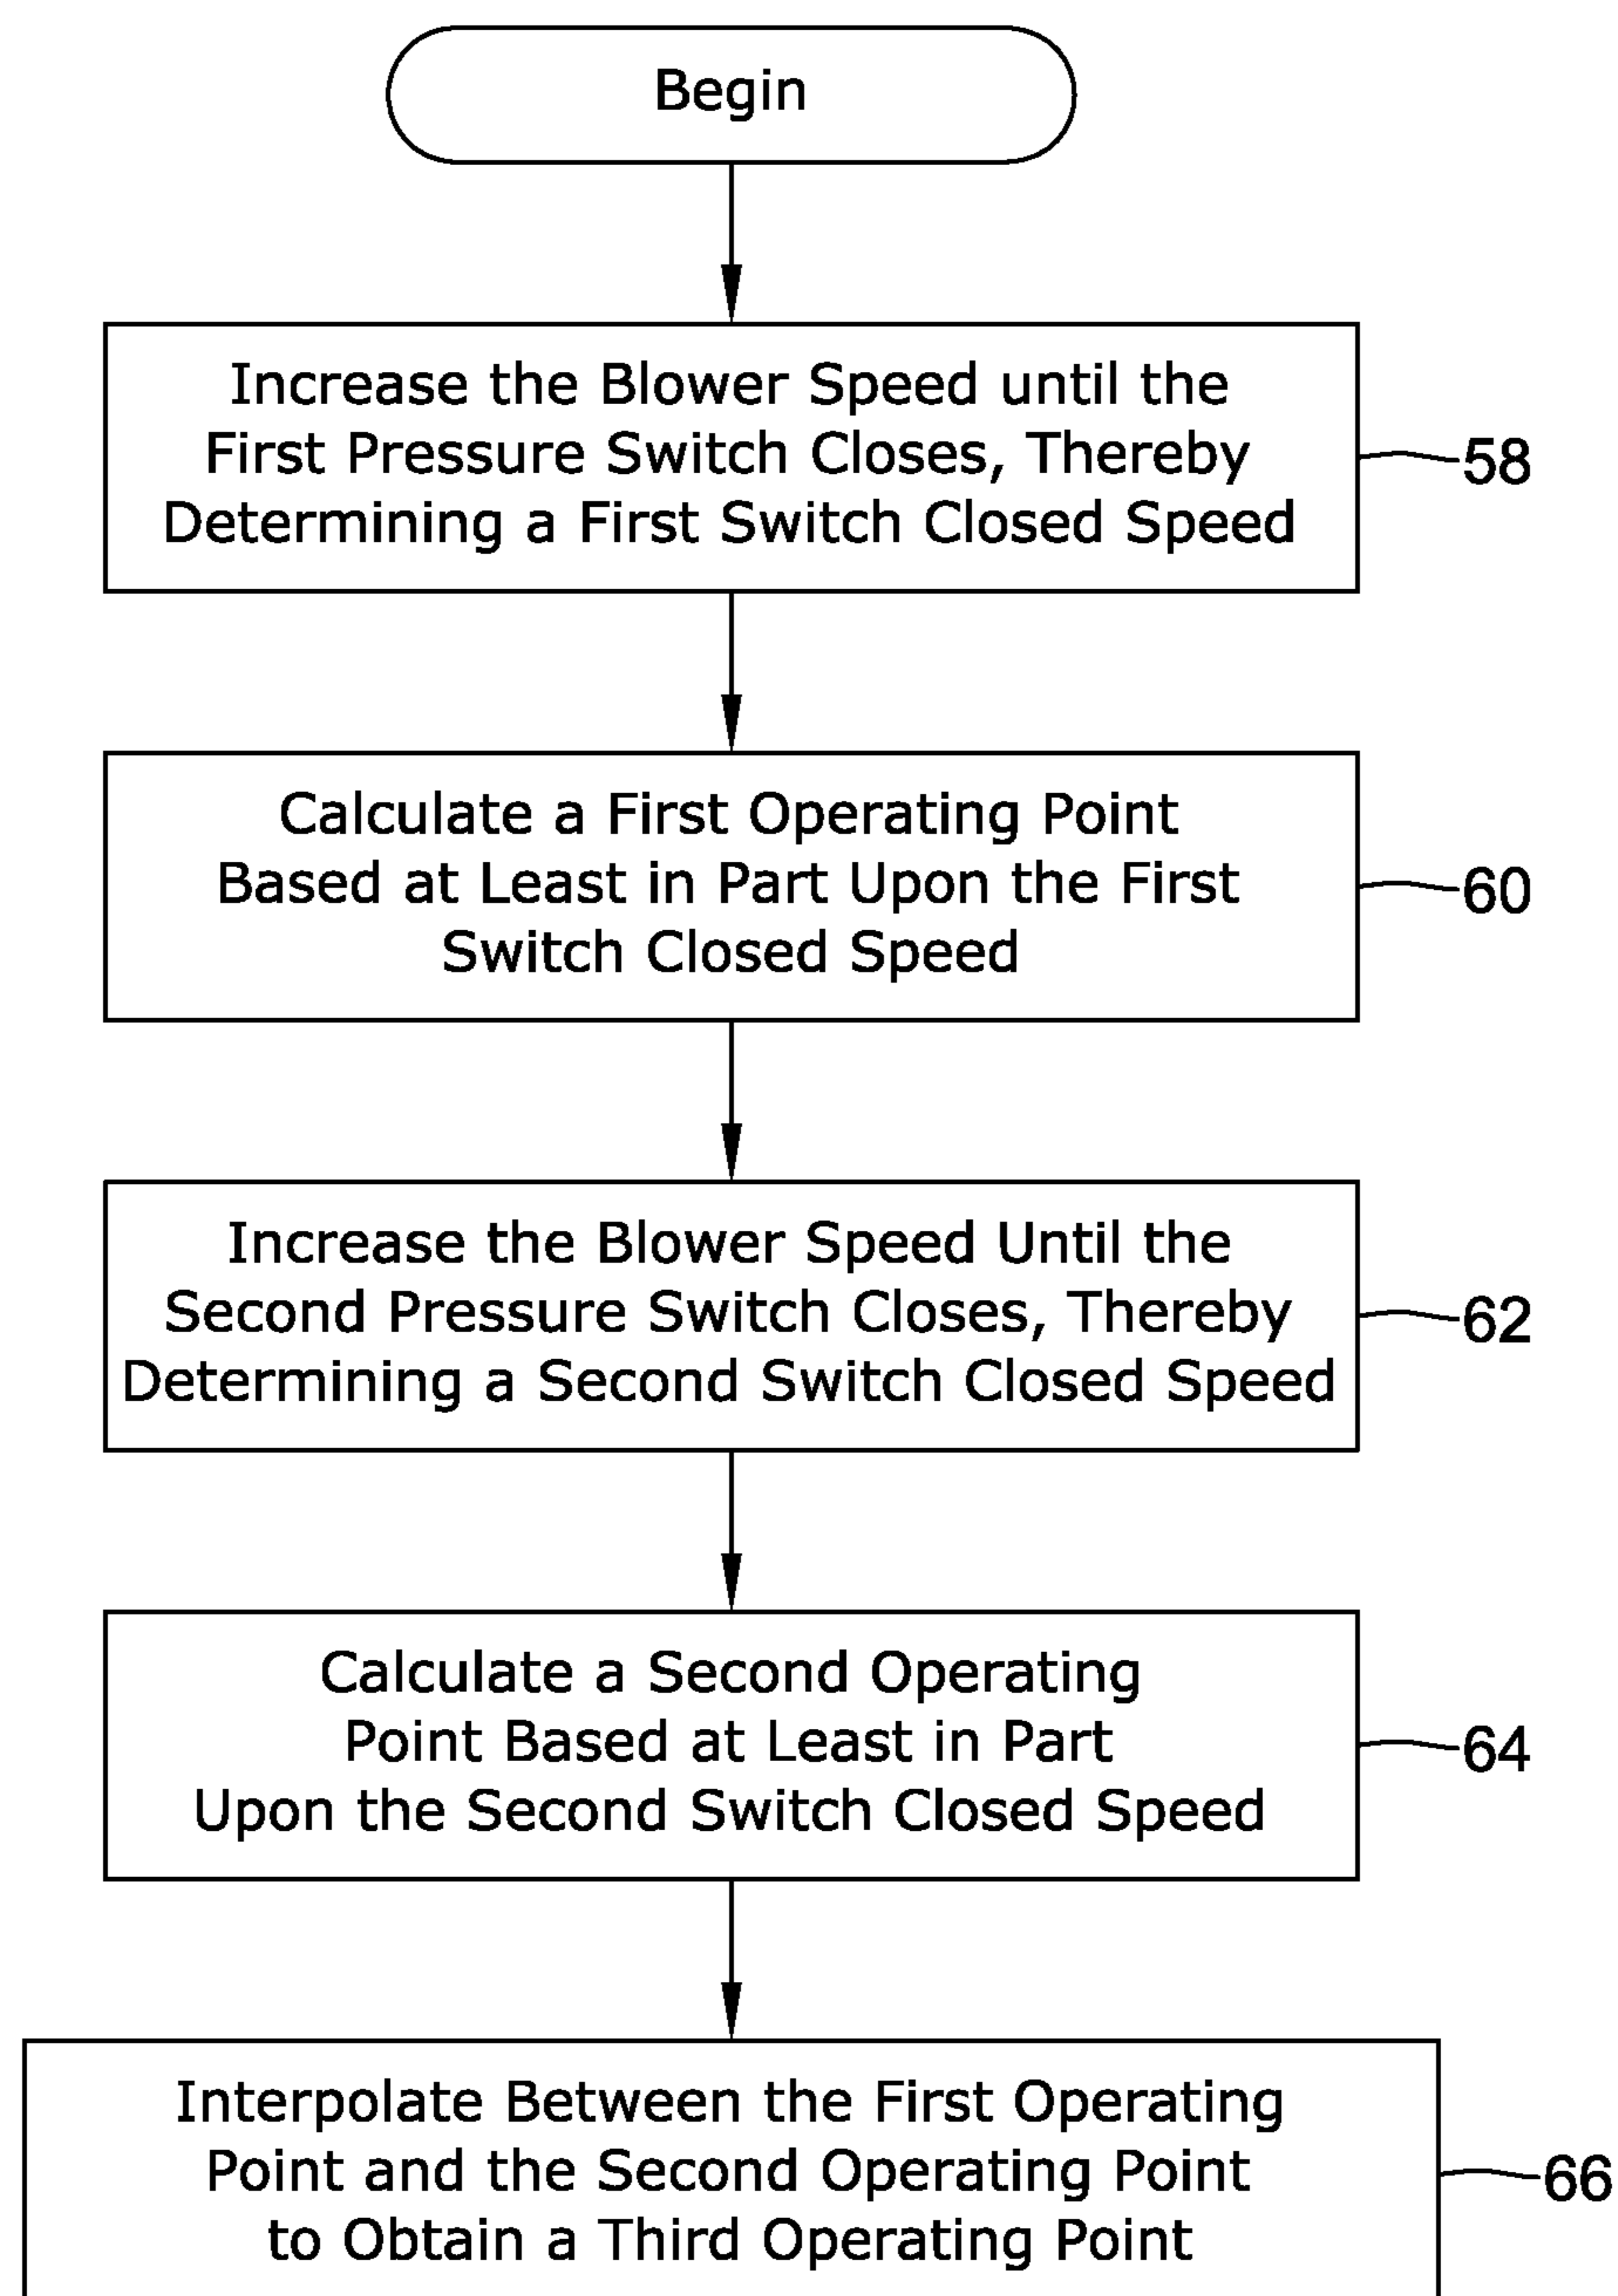 Begin
Increase the Blower Speed until the
First Pressure Switch Closes, Thereby
Determining a First Switch Closed Speed
58
Calculate a First Operating Point
Based at Least in Part Upon the First
Switch Closed Speed
60
Increase the Blower Speed Until the
Second Pressure Switch Closes, Thereby
Determining a Second Switch Closed Speed
62
Calculate a Second Operating
Point Based at Least in Part
Upon the Second Switch Closed Speed
64
Interpolate Between the First Operating
Point and the Second Operating Point
to Obtain a Third Operating Point
66